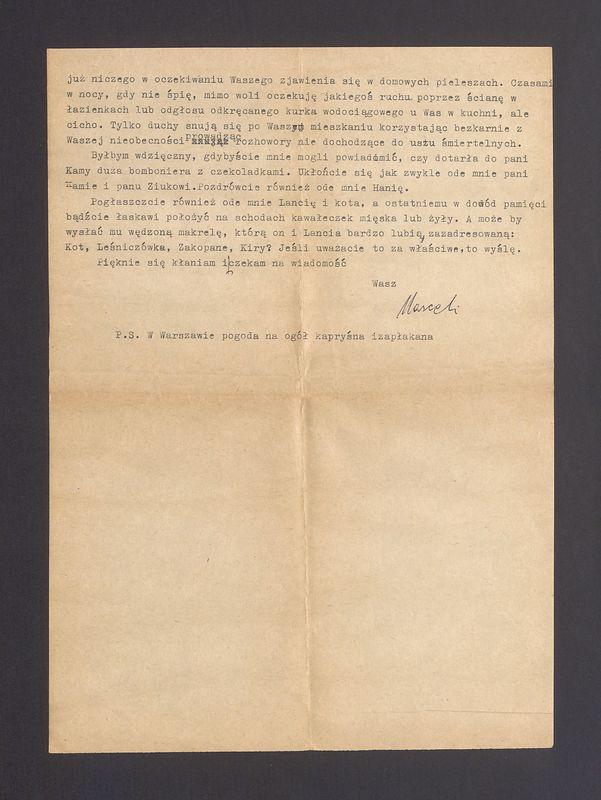 już niczego w oczekiwaniu Waszego zjawienia się w domowych pieleszach. Czasami
w nocy, gdy nie śpię, mimo woli oczekuję jakiegoś ruchu poprzez ścianę w
łazienkach lub odgłosu odkręcanego kurka wodociągowego u Was w kuchni, ale
cicho. Tylko duchy snują się po Waszym mieszkaniu korzystając bezkarnie z
prowadząc
Waszej nieobecności rozhowory nie dochodzące do uszu śmiertelnych.
Byłbym wdzięczny, gdybyście mnie mogli powiadomić, czy dotarła do pani
Kamy duża bomboniera z czekoladkami. Ukłońcie się jak zwykle ode mnie pani
Kamie i panu Ziukowi.Pozdrówcie również ode mnie Hanię.
Pogłaszczcie również ode mnie Lancię i kota, a ostatniemu w dowód pamięci
bądźcie łaskawi położyć na schodach kawałeczek mięska lub żyły. A może by
wysłać mu wędzoną makrelę, którą on i Lancia bardzo lubią, zazadresowaną:
Kot, Leśniczówka, Zakopane, Kiry? Jeśli uważacie to za właściwe,to wyślę.
Pięknie się kłaniam i czekam na wiadomość
Wasz
Marceli
P.S. W Warszawie pogoda na ogół kapryśna izapłakana